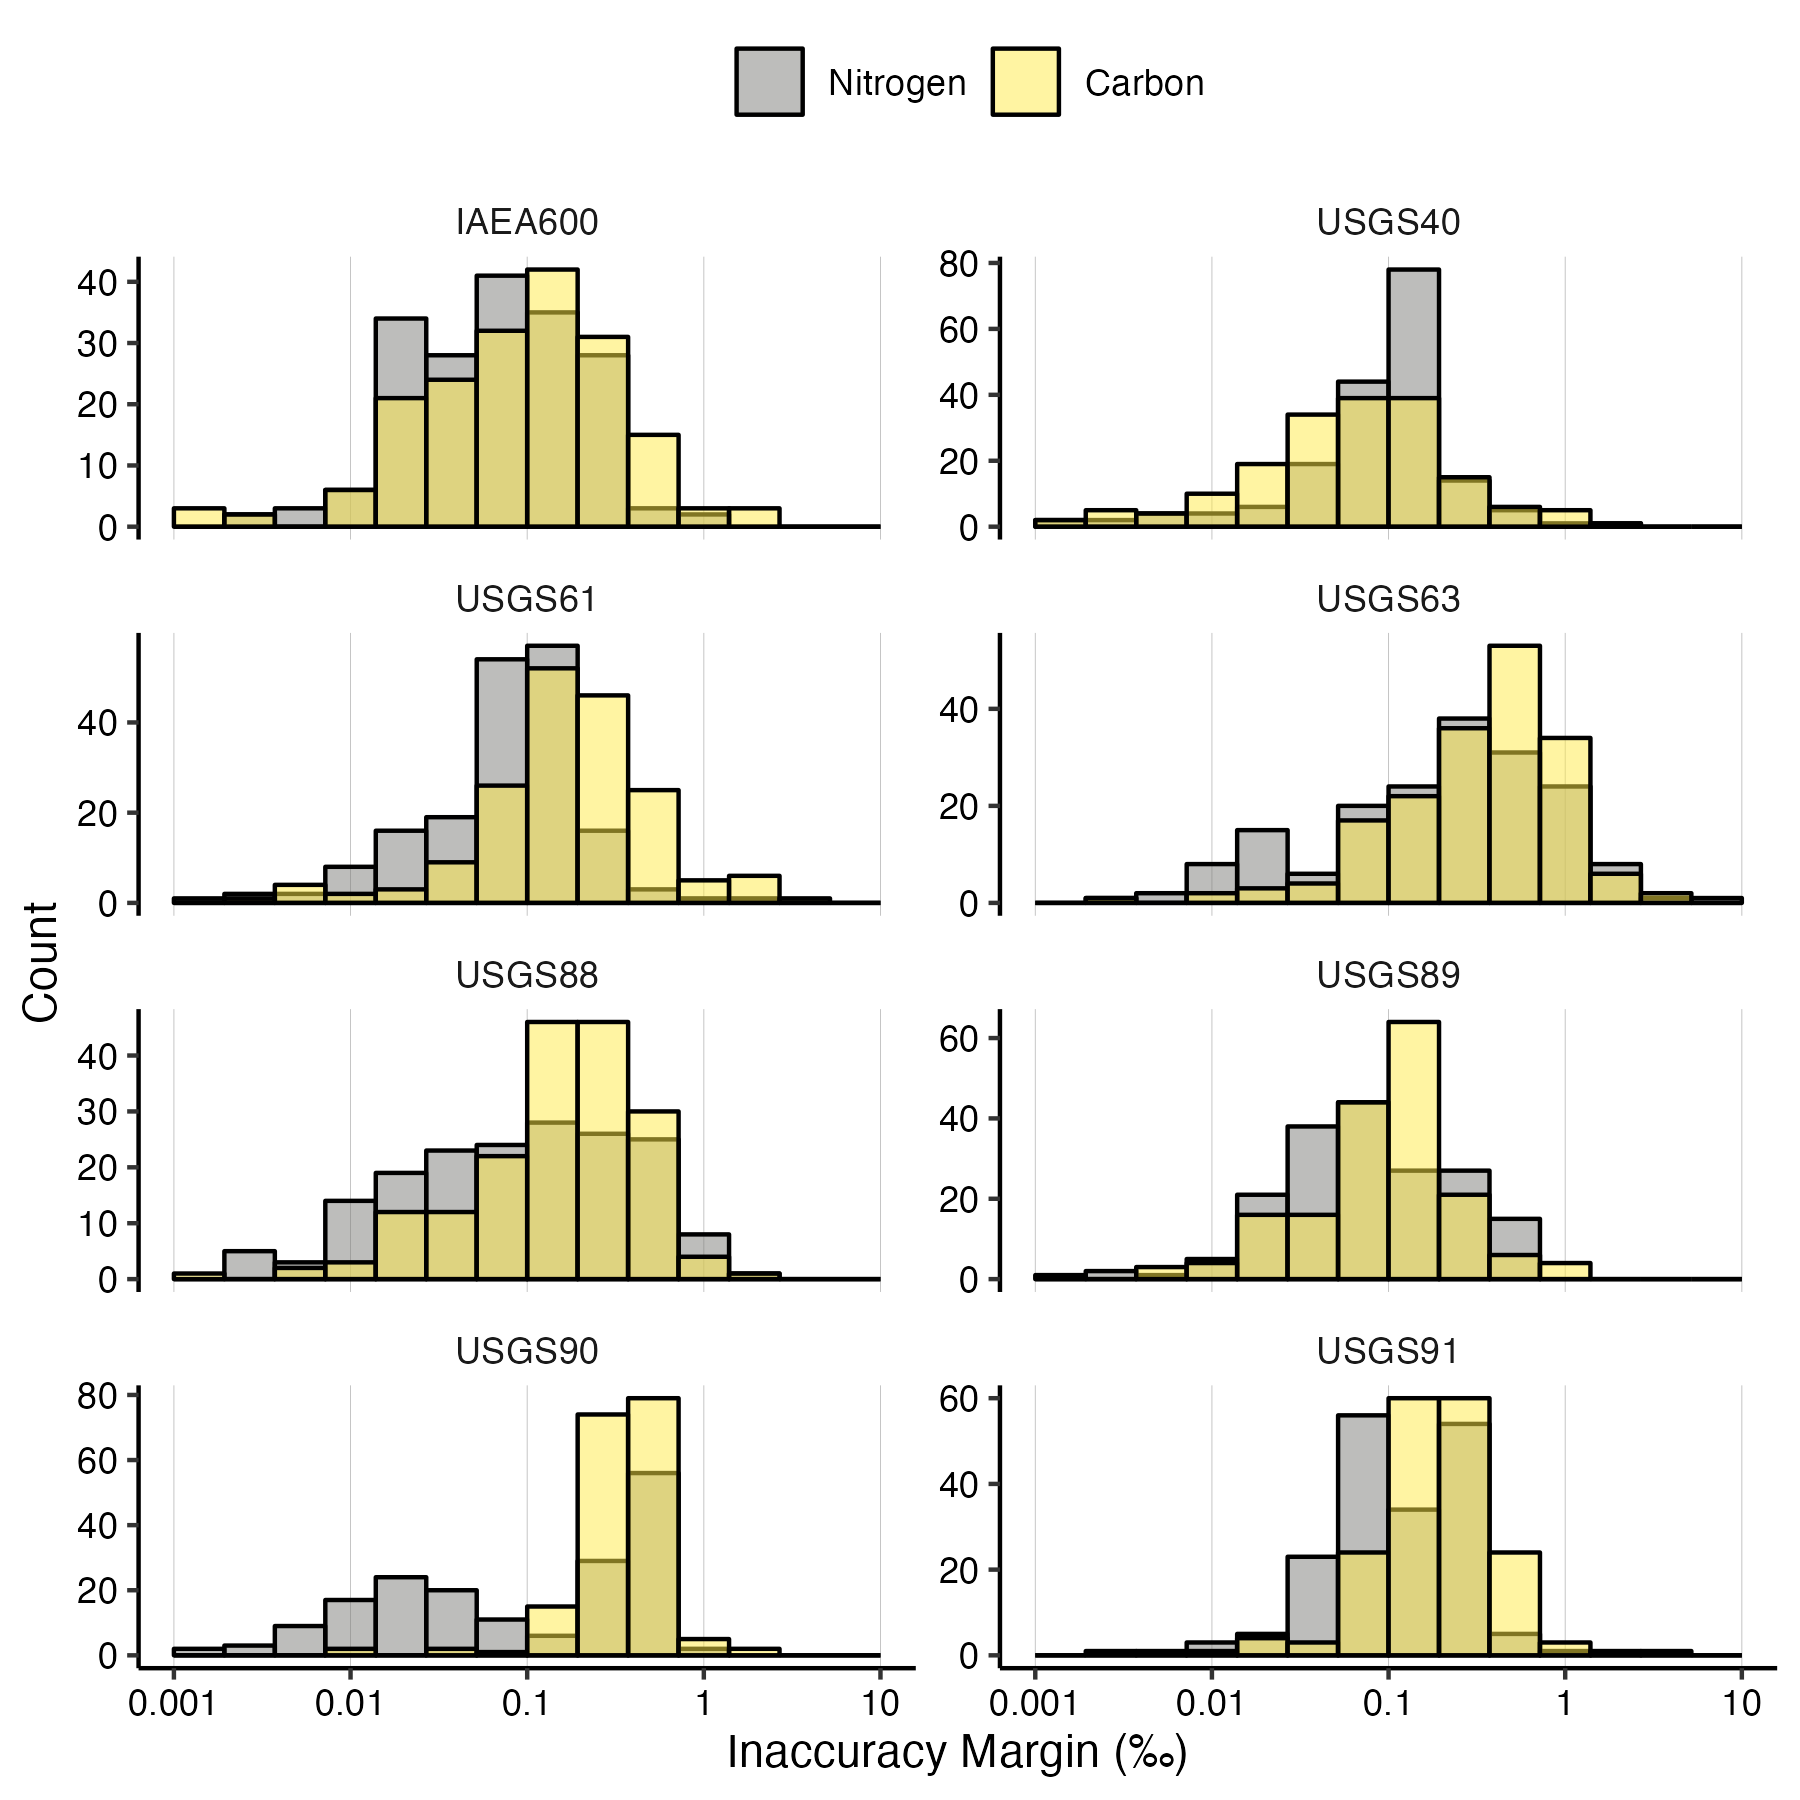 Nitrogen Carbon
IAEA600 USGS40
40 30 20 10 0
80 60 40 20 0
USGS61 USGS63
40 20 0
40 20 0
USGS88 USGS89
40 30 20 10 0
60 40 20 0
USGS90 USGS91
80 60 40 20 0
60 40 20 0
0.001 0.01 0.1 1 10
0.001 0.01 0.1 1 10
Count
Inaccuracy Margin (‰)